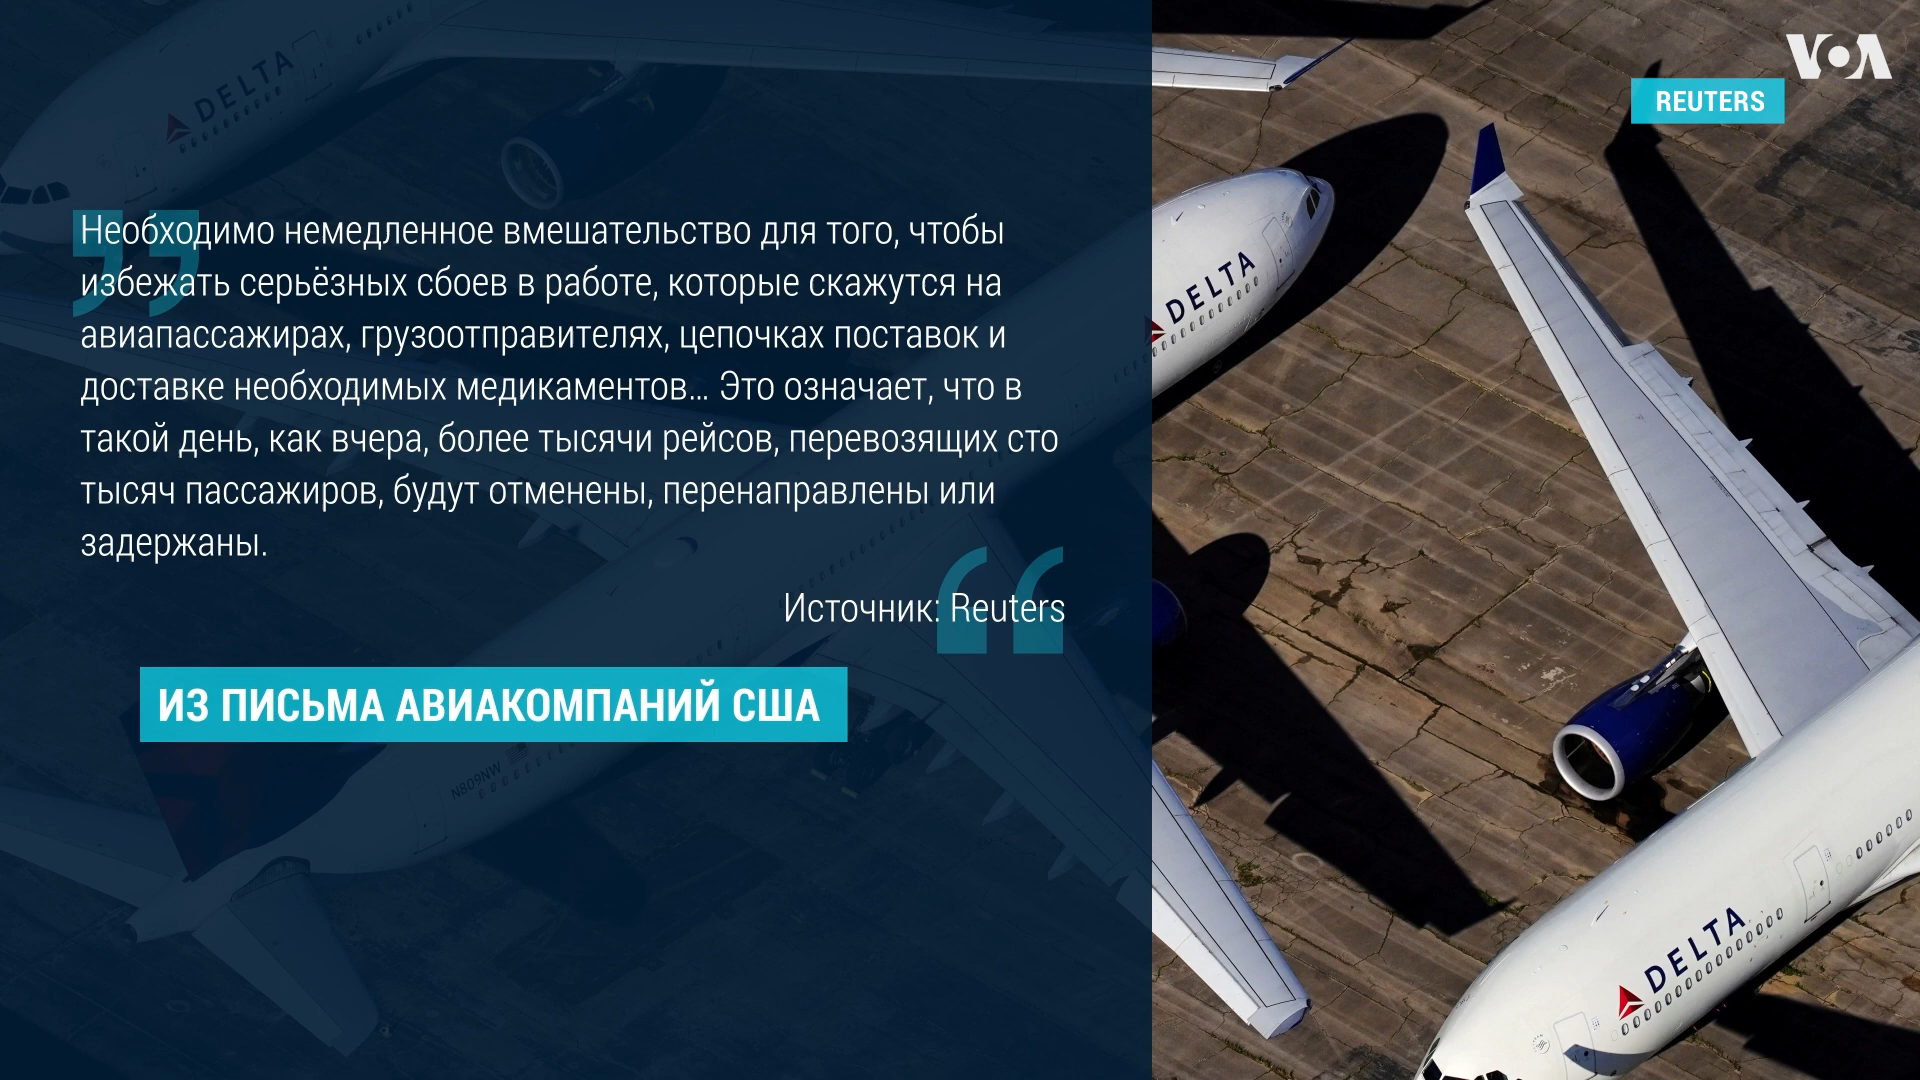 VOA
REUTERS
DELTA
Необходимо немедленное вмешательство для того, чтобы
избежать серьёзных сбоев в работе, которые скажутся на
авиапассажирах, грузоотправителях, цепочках поставок и
доставке необходимых медикаментов... Это означает, что в
такой день, как вчера, более тысячи рейсов, перевозящих сто
тысяч пассажиров, будут отменены, перенаправлены или
задержаны.
Источник: Reuters
ИЗ ПИСЬМА АВИАКОМПАНИЙ США
N809NW
DELTA
DELTA